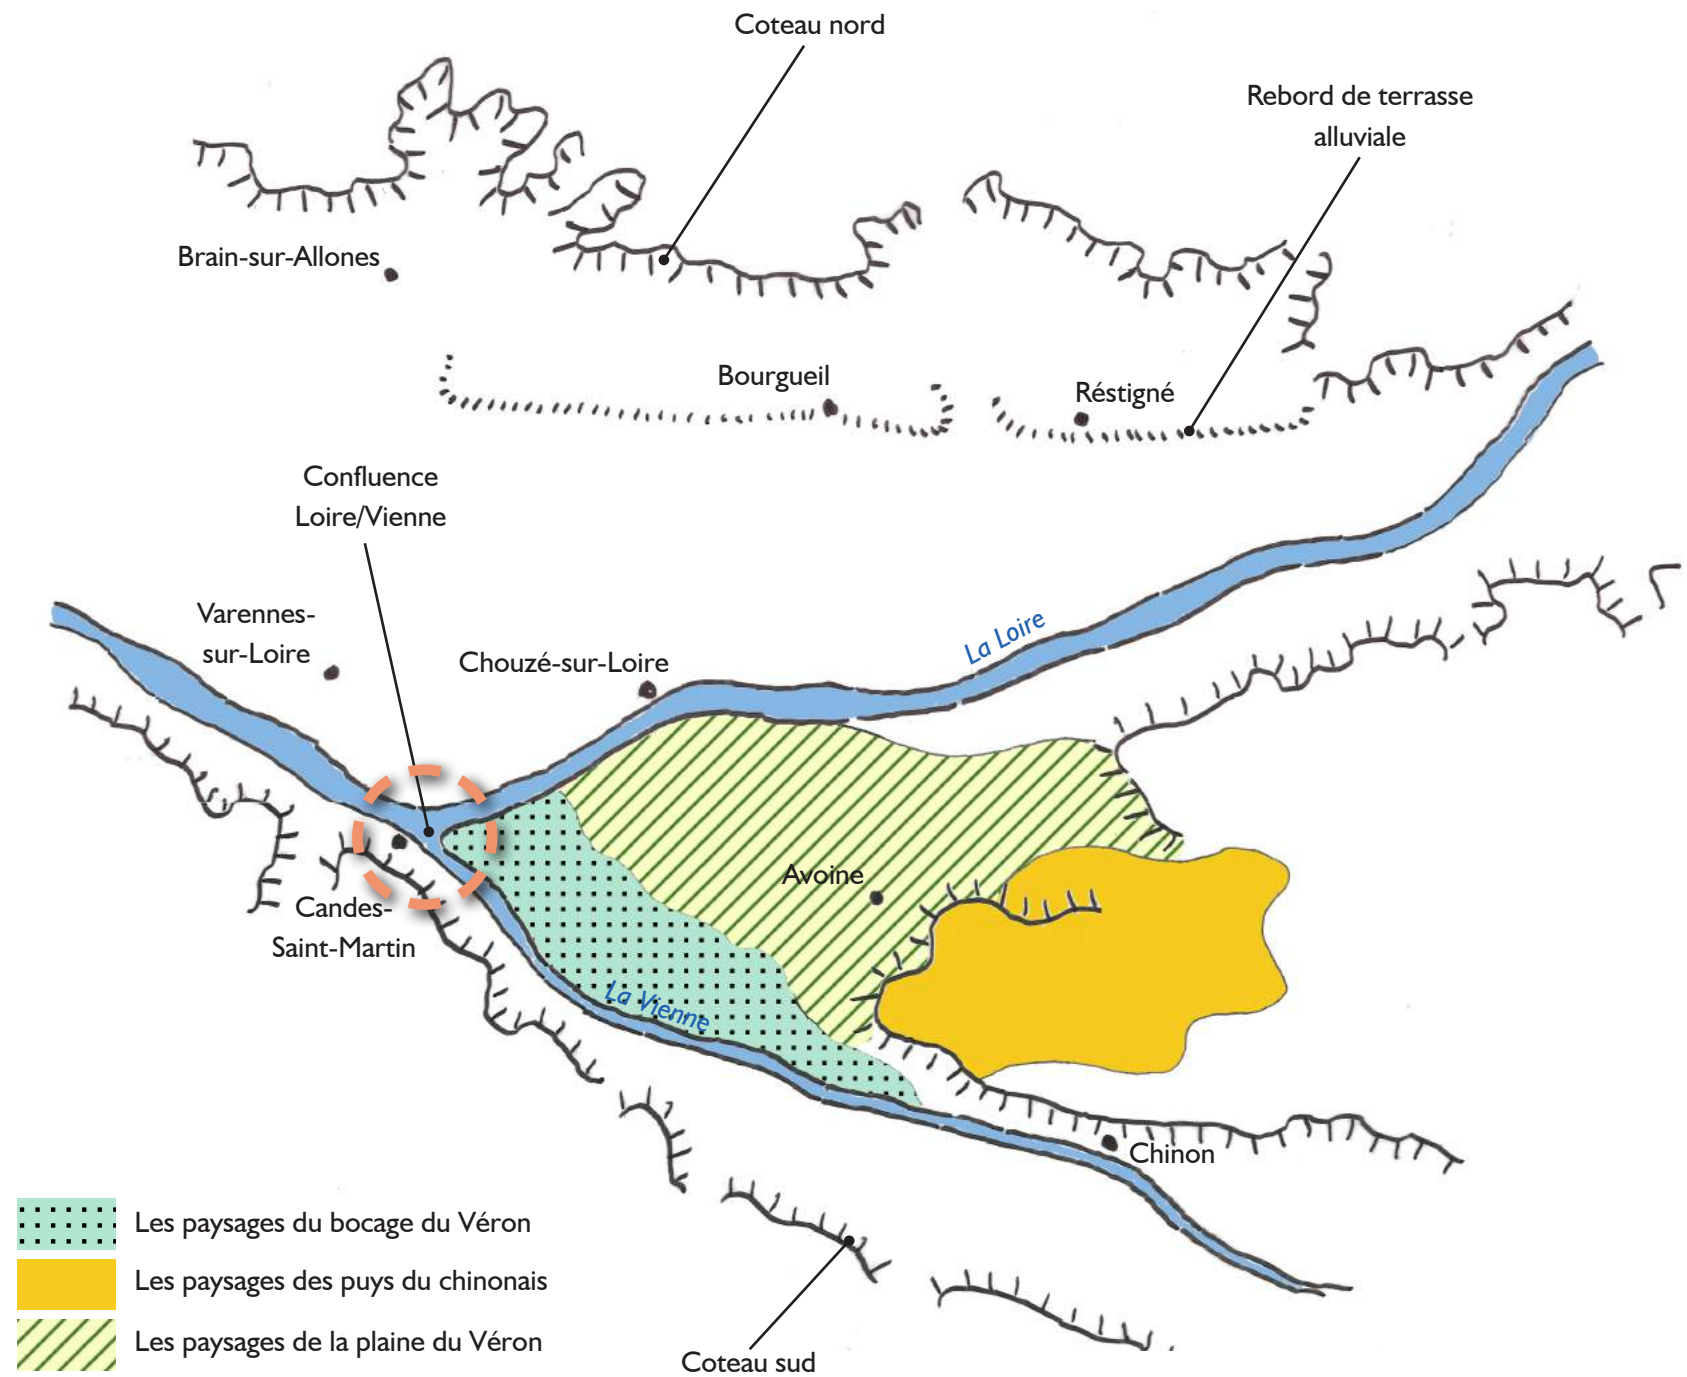 Coteau nord
Rebord de terrasse
alluviale
Brain-sur-Allones
Bourgueil
Réstigné
Confluence
Loire/Vienne
Varennes-
sur-Loire
Chouzé-sur-Loire
La Loire
Avoine
Candes-
Saint-Martin
La Vienne
Chinon
Les paysages du bocage du Véron
Les paysages des puys du chinonais
Les paysages de la plaine du Véron
Coteau sud